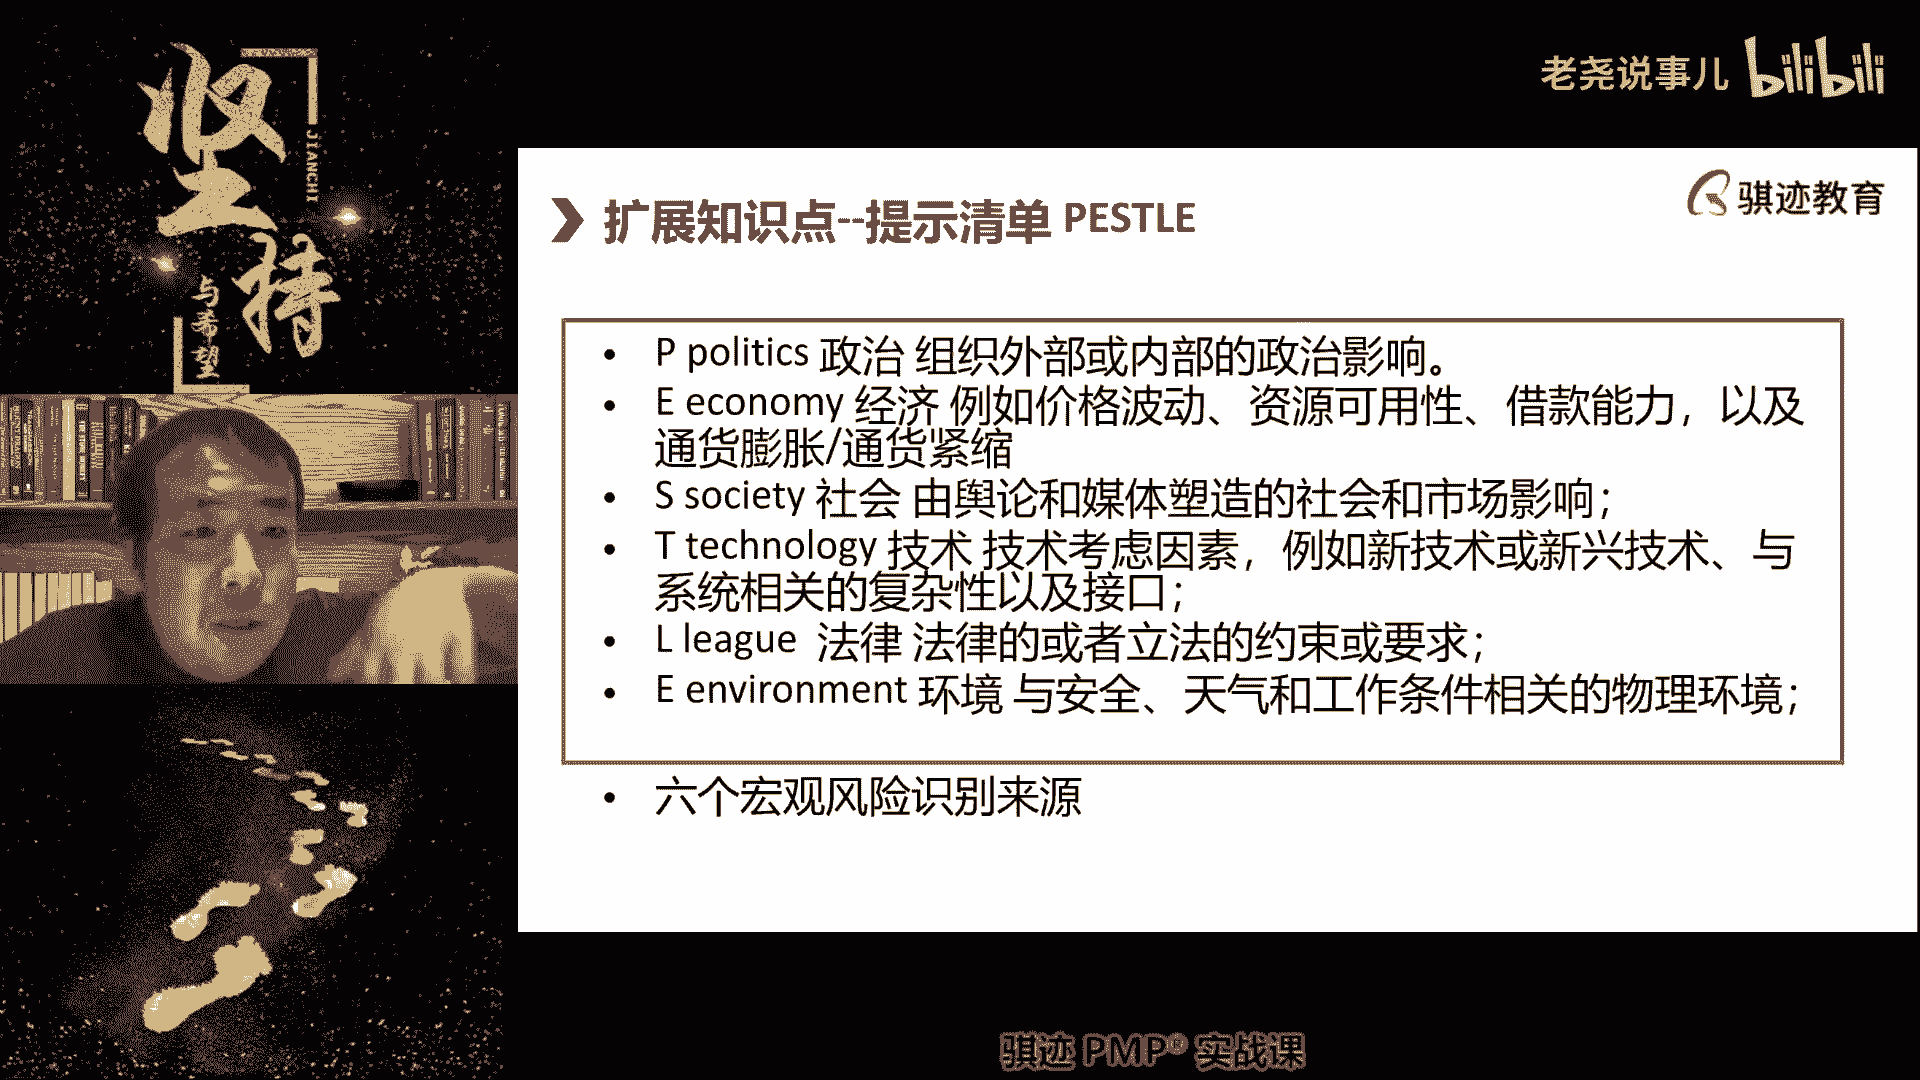 坚持
JIANCHI
与希望
老尧说事儿 bilibili
骐迹教育
扩展知识点--提示清单 PESTLE
• P politics 政治 组织外部或内部的政治影响。
• E economy 经济 例如价格波动、资源可用性、借款能力，以及
通货膨胀/通货紧缩
• S society 社会 由舆论和媒体塑造的社会和市场影响；
• T technology 技术 技术考虑因素，例如新技术或新兴技术、与
系统相关的复杂性以及接口；
• L league 法律 法律的或者立法的约束或要求；
• E environment 环境 与安全、天气和工作条件相关的物理环境；
• 六个宏观风险识别来源
骐迹 PMP® 实战课